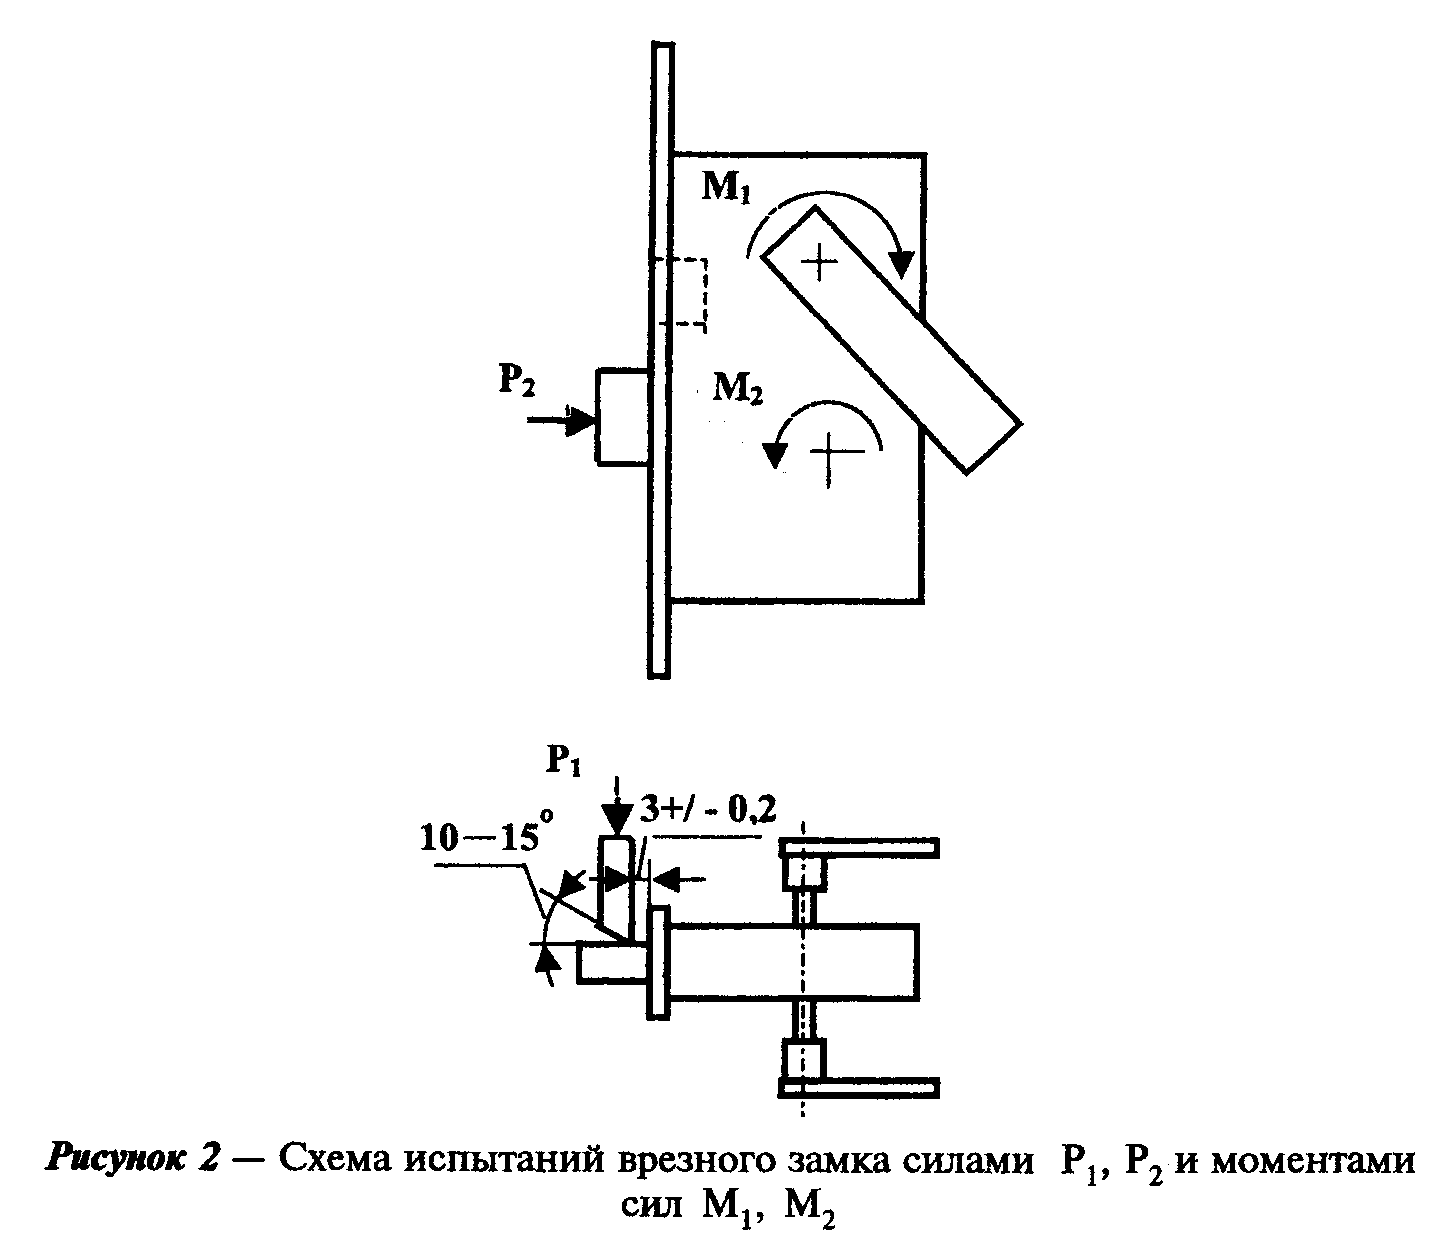 M₁
P₂
M₂
P₁
3+/ - 0,2
10—15°
Рисунок 2 — Схема испытаний врезного замка силами P₁, P₂ и моментами
сил M₁, M₂